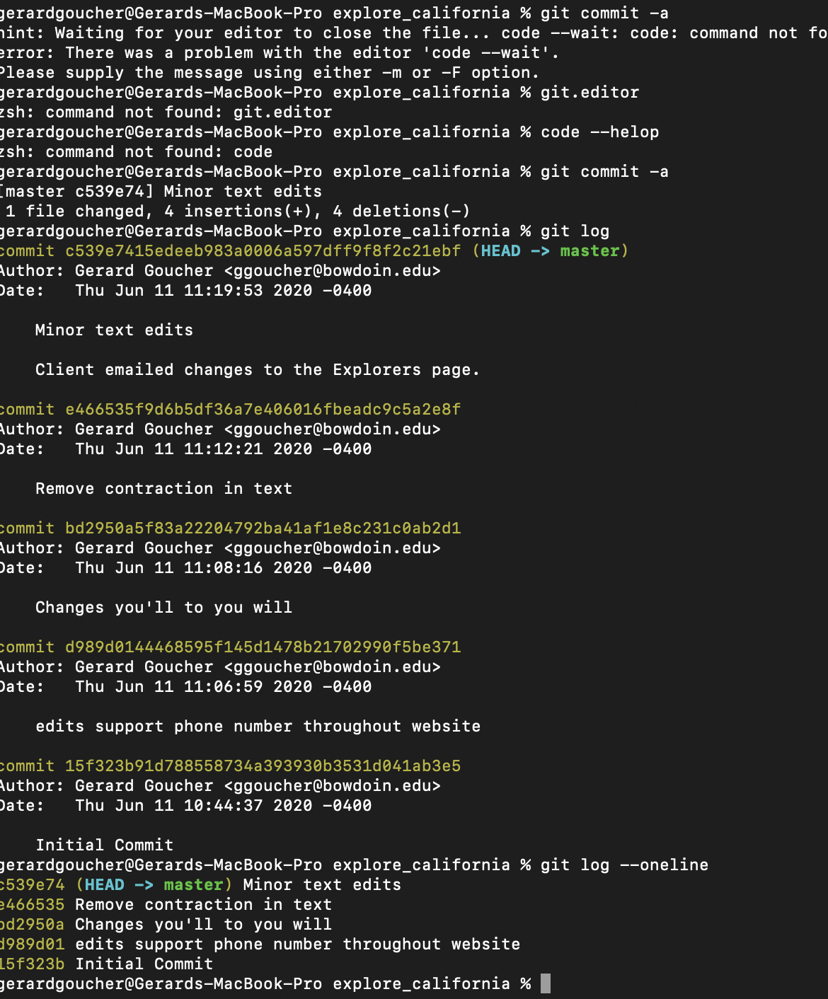 gerardgoucher@Gerards-MacBook-Pro explore_california % git commit -a
hint: Waiting for your editor to close the file... code --wait: code: command not fo
error: There was a problem with the editor 'code --wait'.
Please supply the message using either -m or -F option.
gerardgoucher@Gerards-MacBook-Pro explore_california % git.editor
zsh: command not found: git.editor
gerardgoucher@Gerards-MacBook-Pro explore_california % code --helop
zsh: command not found: code
gerardgoucher@Gerards-MacBook-Pro explore_california % git commit -a
[master c539e74] Minor text edits
1 file changed, 4 insertions(+), 4 deletions(-)
gerardgoucher@Gerards-MacBook-Pro explore_california % git log
commit c539e7415edeeb983a0006a597dff9f8f2c21ebf (HEAD -> master)
Author: Gerard Goucher <ggoucher@bowdoin.edu>
Date:   Thu Jun 11 11:19:53 2020 -0400
Minor text edits
Client emailed changes to the Explorers page.
commit e466535f9d6b5df36a7e406016fbeadc9c5a2e8f
Author: Gerard Goucher <ggoucher@bowdoin.edu>
Date:   Thu Jun 11 11:12:21 2020 -0400
Remove contraction in text
commit bd2950a5f83a22204792ba41af1e8c231c0ab2d1
Author: Gerard Goucher <ggoucher@bowdoin.edu>
Date:   Thu Jun 11 11:08:16 2020 -0400
Changes you'll to you will
commit d989d0144468595f145d1478b21702990f5be371
Author: Gerard Goucher <ggoucher@bowdoin.edu>
Date:   Thu Jun 11 11:06:59 2020 -0400
edits support phone number throughout website
commit 15f323b91d788558734a393930b3531d041ab3e5
Author: Gerard Goucher <ggoucher@bowdoin.edu>
Date:   Thu Jun 11 10:44:37 2020 -0400
Initial Commit
gerardgoucher@Gerards-MacBook-Pro explore_california % git log --oneline
c539e74 (HEAD -> master) Minor text edits
e466535 Remove contraction in text
bd2950a Changes you'll to you will
d989d01 edits support phone number throughout website
15f323b Initial Commit
gerardgoucher@Gerards-MacBook-Pro explore_california %